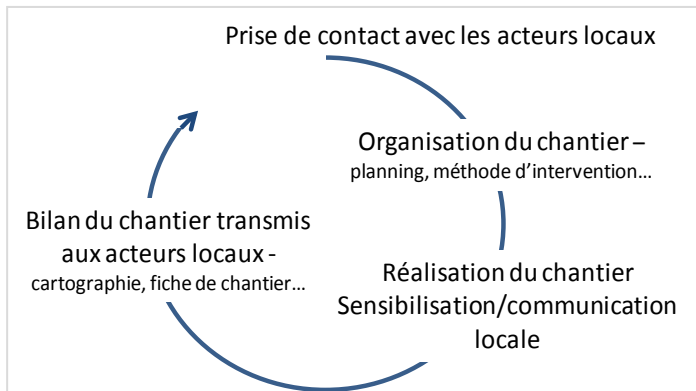 Prise de contact avec les acteurs locaux
Organisation du chantier –
planning, méthode d’intervention…
Réalisation du chantier
Sensibilisation/communication
locale
Bilan du chantier transmis
aux acteurs locaux -
cartographie, fiche de chantier…